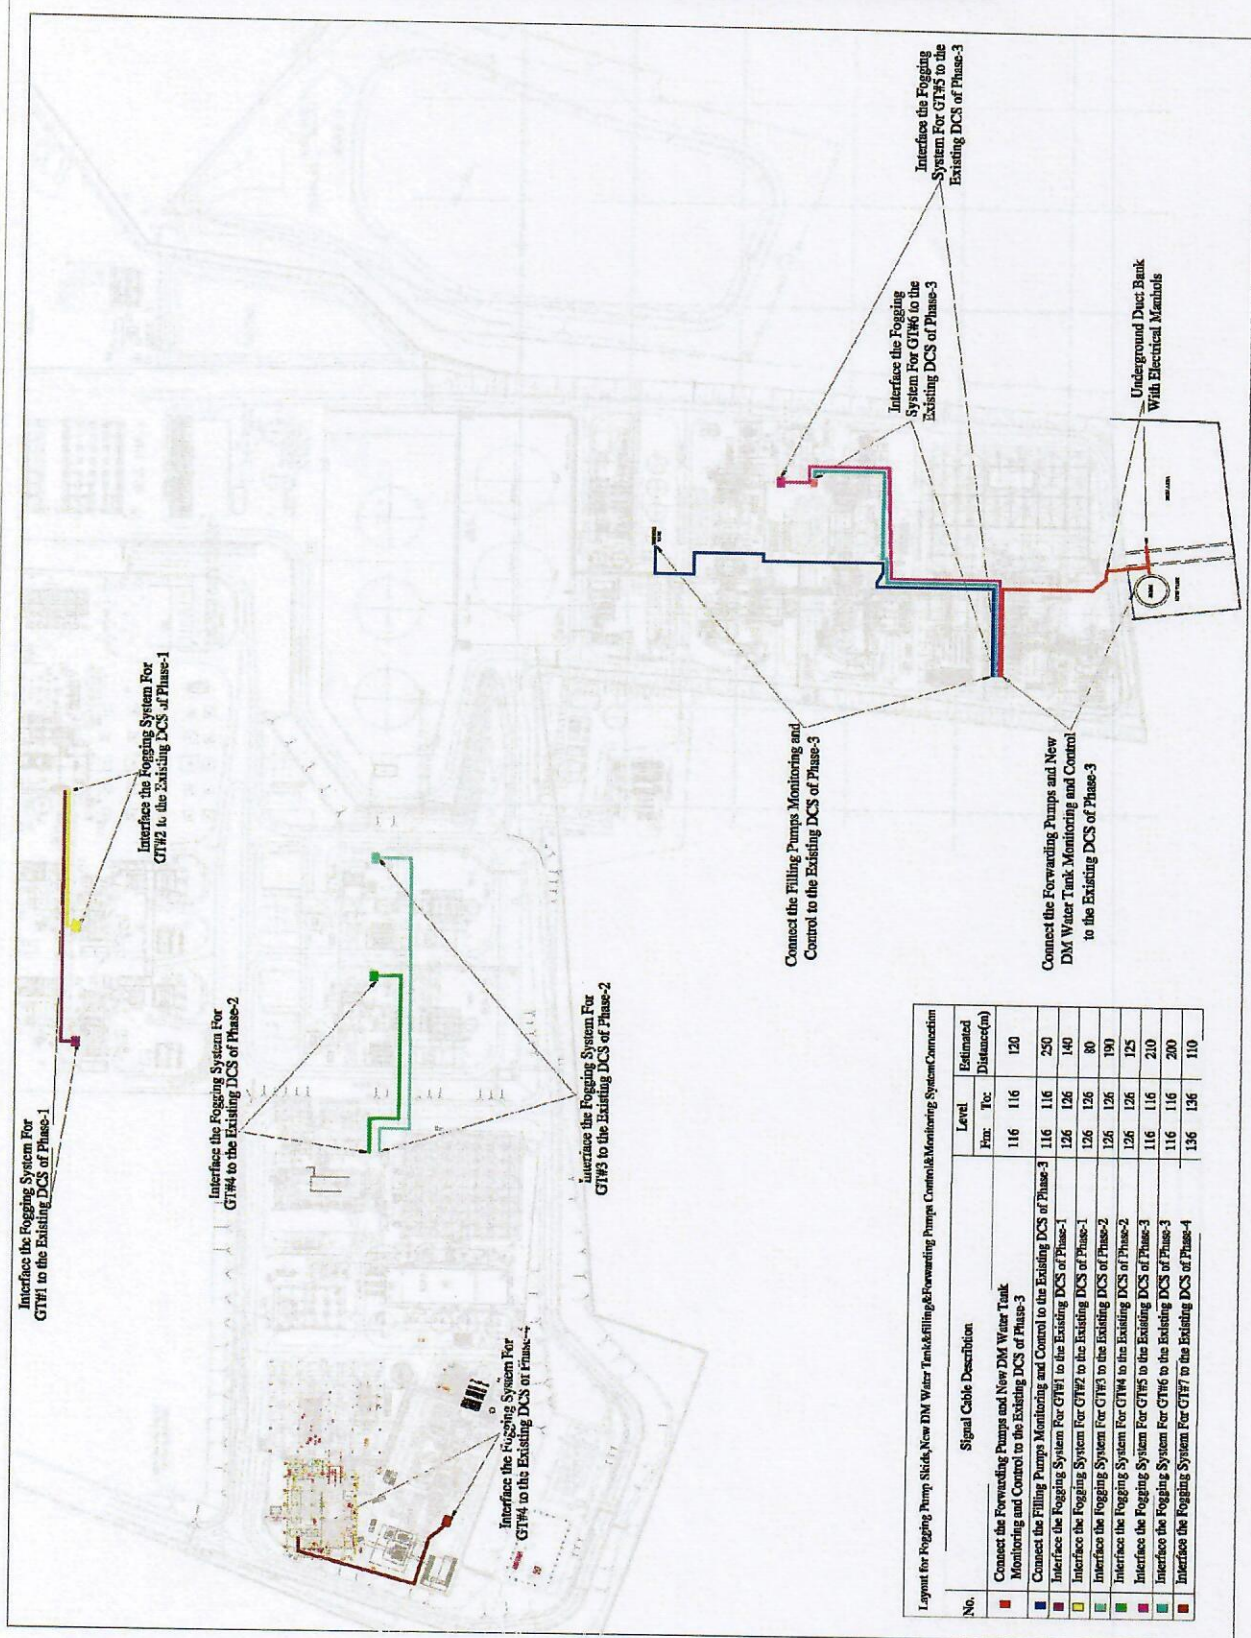 Interface the Fogging System For
GT#1 to the Existing DCS of Phase-1
Interface the Fogging System For
GT#2 to the Existing DCS of Phase-1
Interface the Fogging System For
GT#4 to the Existing DCS of Phase-2
Interface the Fogging System For
GT#3 to the Existing DCS of Phase-2
Interface the Fogging System For
GT#4 to the Existing DCS of Phase-4
Interface the Fogging
System For GT#5 to the
Existing DCS of Phase-3
Interface the Fogging
System For GT#6 to the
Existing DCS of Phase-3
Underground Duct Bank
With Electrical Manhols
Connect the Filling Pumps Monitoring and
Control to the Existing DCS of Phase-3
Connect the Forwarding Pumps and New
DM Water Tank Monitoring and Control
to the Existing DCS of Phase-3
Layout for Fogging Pump Skids,New DM Water Tank&Filling&Forwarding Pumps Control&Monitoring SystemConnection
No. Signal Cable Description Level Estimated
Frm: To: Distance(m)
Connect the Forwarding Pumps and New DM Water Tank
Monitoring and Control to the Existing DCS of Phase-3 116 116 120
Connect the Filling Pumps Monitoring and Control to the Existing DCS of Phase-3 116 116 250
Interface the Fogging System For GT#1 to the Existing DCS of Phase-1 126 126 140
Interface the Fogging System For GT#2 to the Existing DCS of Phase-1 126 126 80
Interface the Fogging System For GT#3 to the Existing DCS of Phase-2 126 126 190
Interface the Fogging System For GT#4 to the Existing DCS of Phase-2 126 126 125
Interface the Fogging System For GT#5 to the Existing DCS of Phase-3 116 116 210
Interface the Fogging System For GT#6 to the Existing DCS of Phase-3 116 116 200
Interface the Fogging System For GT#7 to the Existing DCS of Phase-4 136 136 110